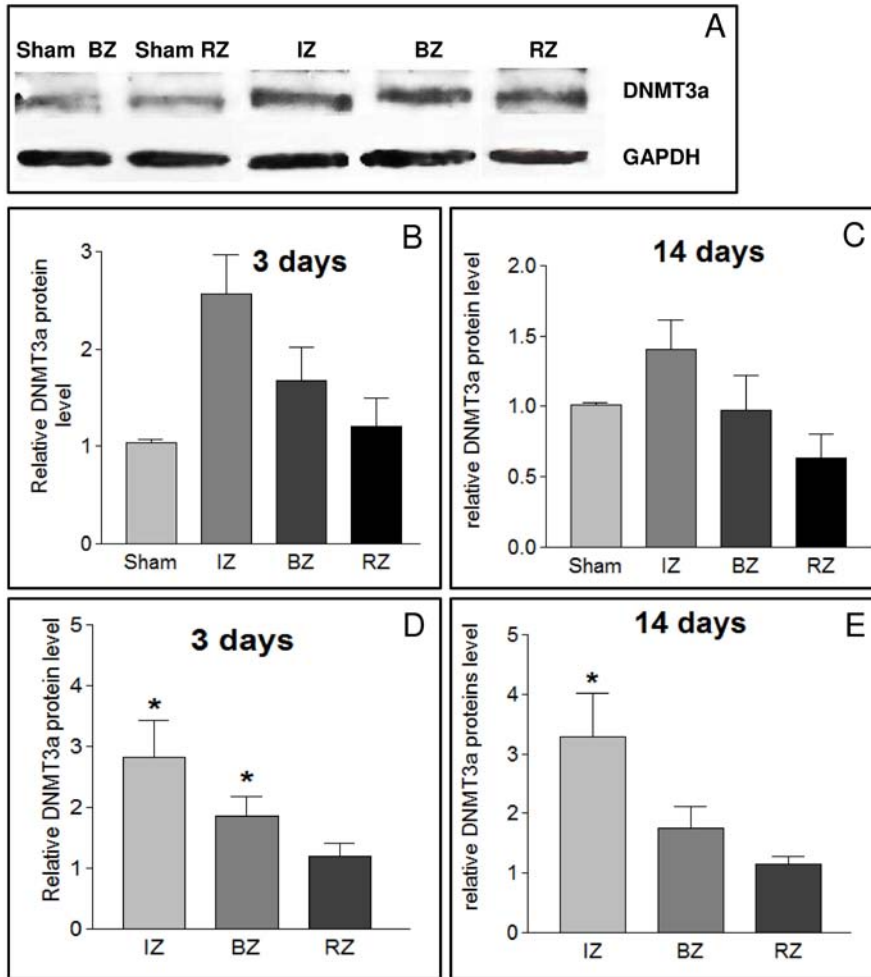 A
Sham BZ Sham RZ IZ BZ RZ
DNMT3a
GAPDH
B
3 days
Relative DNMT3a protein
level
3
2
1
0
Sham IZ BZ RZ
C
14 days
relative DNMT3a protein level
2.0
1.5
1.0
0.5
0.0
Sham IZ BZ RZ
D
3 days
Relative DNMT3a protein level
5
4
3
2
1
0
* *
IZ BZ RZ
E
14 days
relative DNMT3a proteins level
5
4
3
2
1
0
*
IZ BZ RZ